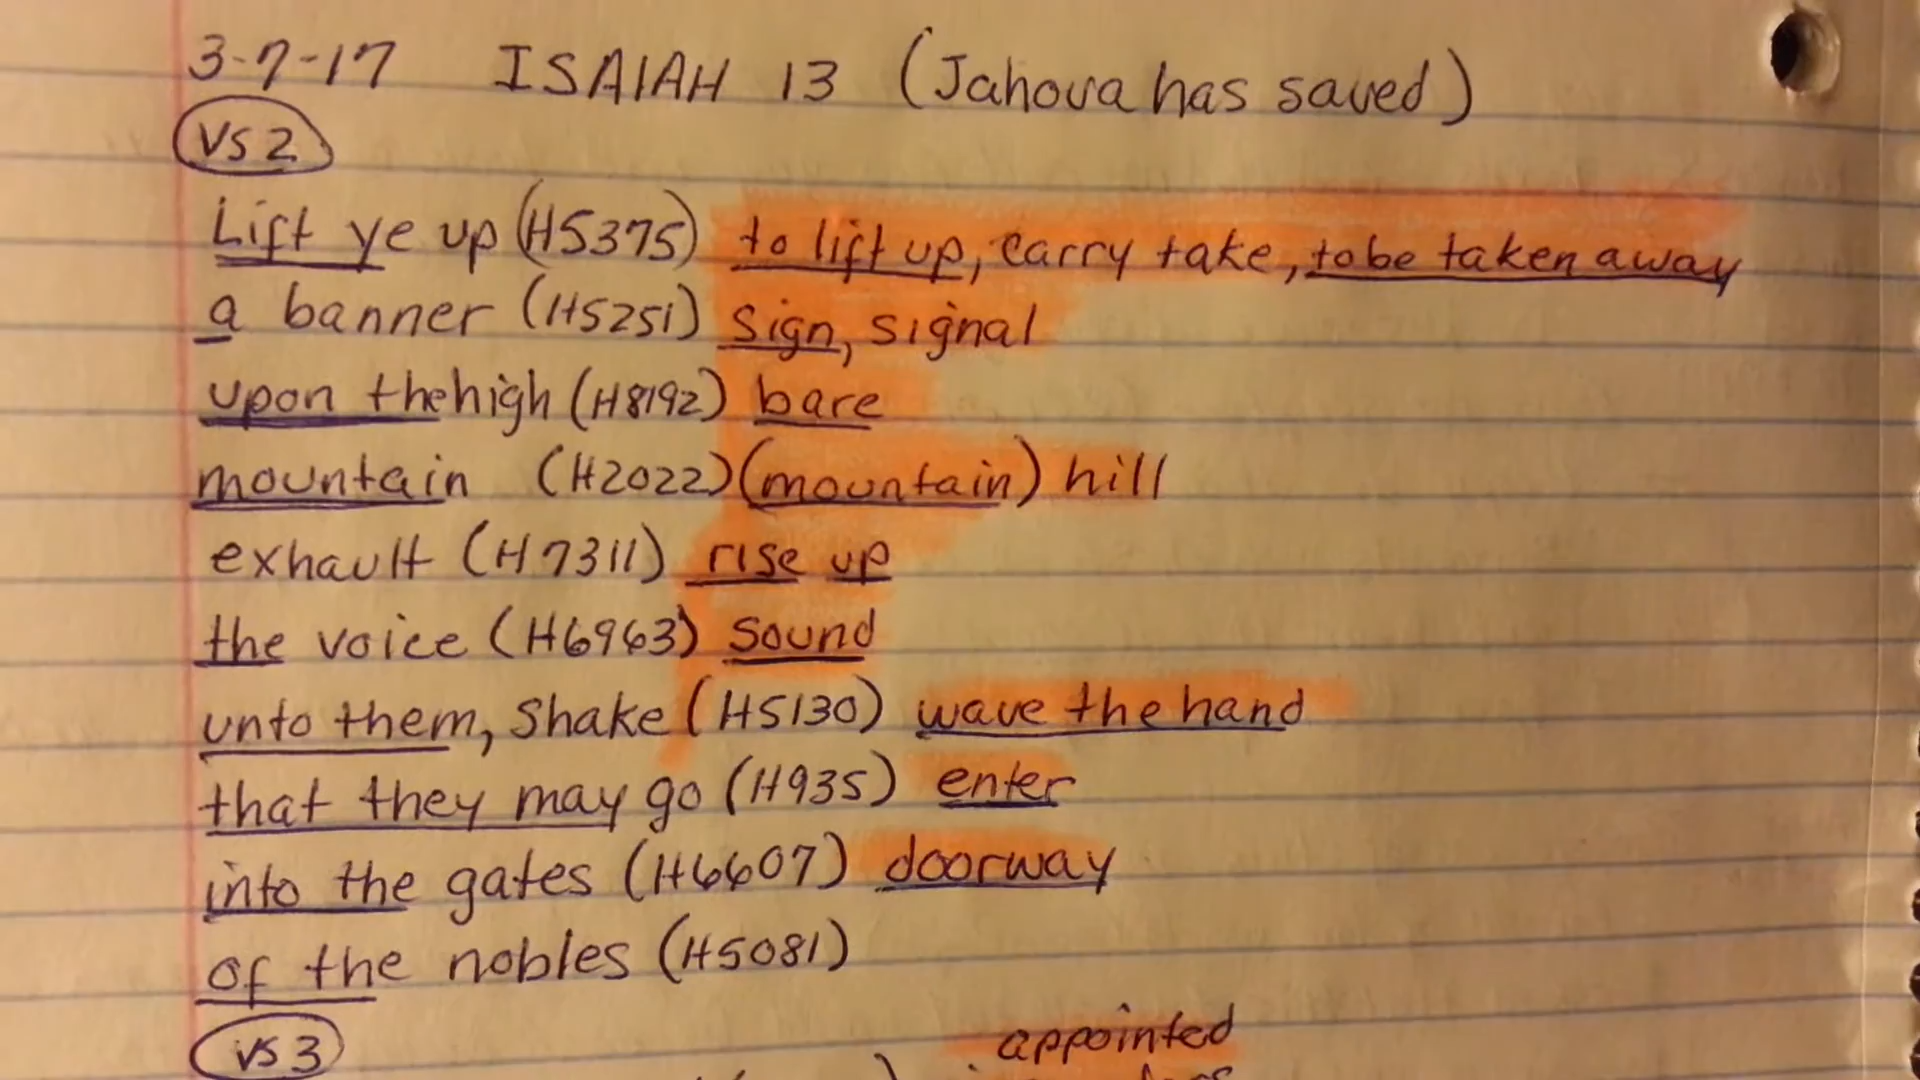 3-7-17 ISAIAH 13 (Jahova has saved)
VS 2
Lift ye up (H5375) to lift up, carry take, to be taken away
a banner (H5251) sign, signal
upon the high (H8192) bare
mountain (H2022) (mountain) hill
exhault (H7311) rise up
the voice (H6963) sound
unto them, shake (H5130) wave the hand
that they may go (H935) enter
into the gates (H6607) doorway
of the nobles (H5081)
appointed
VS 3